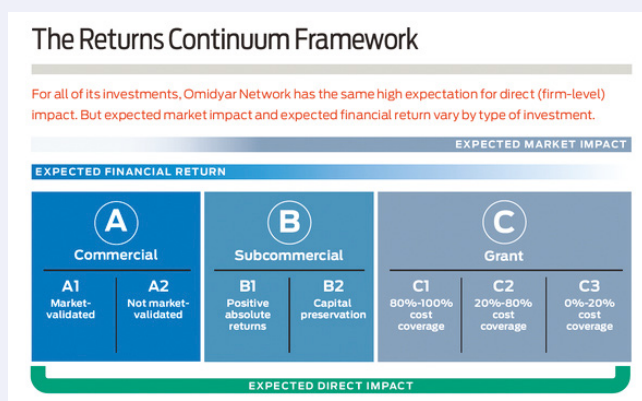 The Returns Continuum Framework
For all of its investments, Omidyar Network has the same high expectation for direct (firm-level)
impact. But expected market impact and expected financial return vary by type of investment.
EXPECTED MARKET IMPACT
EXPECTED FINANCIAL RETURN
A
Commercial
A1
Market-
validated
A2
Not market-
validated
B
Subcommercial
B1
Positive
absolute
returns
B2
Capital
preservation
C
Grant
C1
80%-100%
cost
coverage
C2
20%-80%
cost
coverage
C3
0%-20%
cost
coverage
EXPECTED DIRECT IMPACT